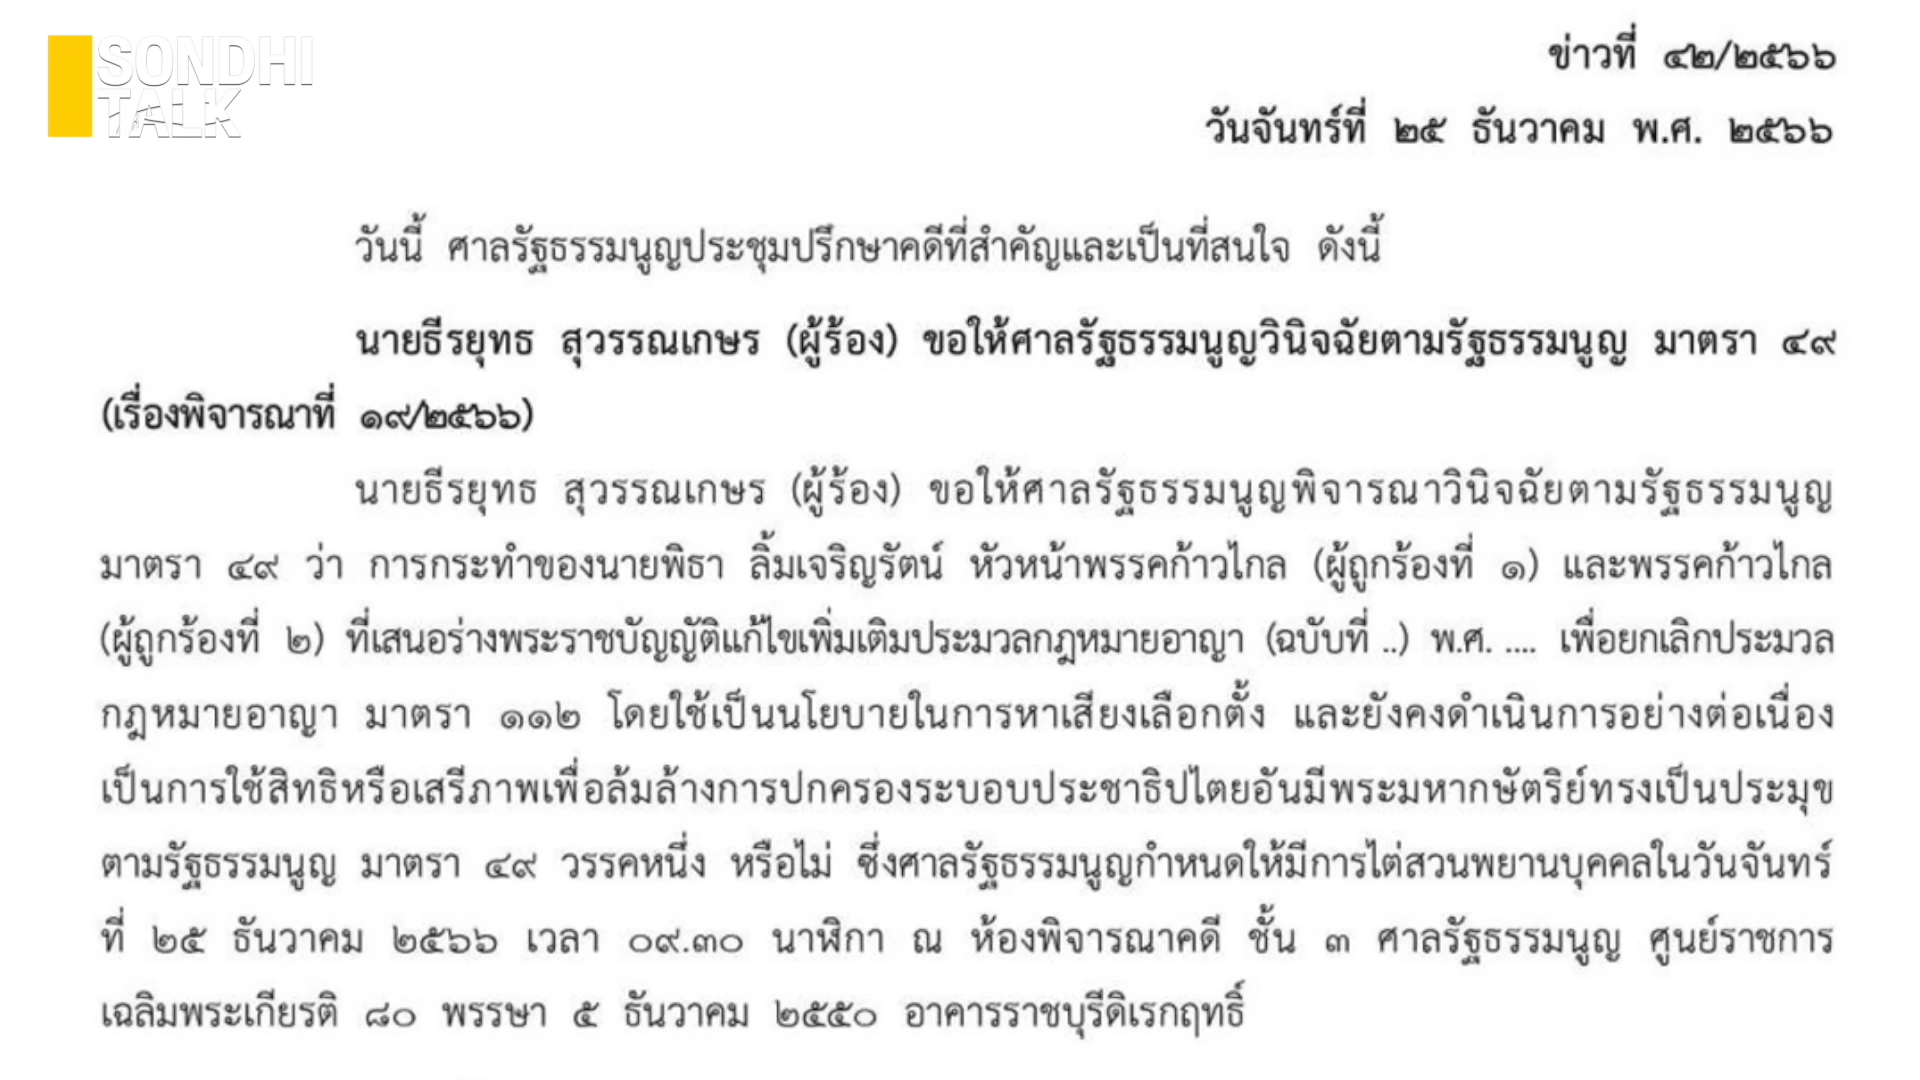 SONDHI
TALK
ข่าวที่ ๔๒/๒๕๖๖
วันจันทร์ที่ ๒๕ ธันวาคม พ.ศ. ๒๕๖๖
วันนี้ ศาลรัฐธรรมนูญประชุมปรึกษาคดีที่สำคัญและเป็นที่สนใจ ดังนี้
นายธีรยุทธ สุวรรณเกษร (ผู้ร้อง) ขอให้ศาลรัฐธรรมนูญวินิจฉัยตามรัฐธรรมนูญ มาตรา ๔๙
(เรื่องพิจารณาที่ ๑๙/๒๕๖๖)
นายธีรยุทธ สุวรรณเกษร (ผู้ร้อง) ขอให้ศาลรัฐธรรมนูญพิจารณาวินิจฉัยตามรัฐธรรมนูญ
มาตรา ๔๙ ว่า การกระทำของนายพิธา ลิ้มเจริญรัตน์ หัวหน้าพรรคก้าวไกล (ผู้ถูกร้องที่ ๑) และพรรคก้าวไกล
(ผู้ถูกร้องที่ ๒) ที่เสนอร่างพระราชบัญญัติแก้ไขเพิ่มเติมประมวลกฎหมายอาญา (ฉบับที่ ..) พ.ศ. .... เพื่อยกเลิกประมวล
กฎหมายอาญา มาตรา ๑๑๒ โดยใช้เป็นนโยบายในการหาเสียงเลือกตั้ง และยังคงดำเนินการอย่างต่อเนื่อง
เป็นการใช้สิทธิหรือเสรีภาพเพื่อล้มล้างการปกครองระบอบประชาธิปไตยอันมีพระมหากษัตริย์ทรงเป็นประมุข
ตามรัฐธรรมนูญ มาตรา ๔๙ วรรคหนึ่ง หรือไม่ ซึ่งศาลรัฐธรรมนูญกำหนดให้มีการไต่สวนพยานบุคคลในวันจันทร์
ที่ ๒๕ ธันวาคม ๒๕๖๖ เวลา ๐๙.๓๐ นาฬิกา ณ ห้องพิจารณาคดี ชั้น ๓ ศาลรัฐธรรมนูญ ศูนย์ราชการ
เฉลิมพระเกียรติ ๘๐ พรรษา ๕ ธันวาคม ๒๕๕๐ อาคารราชบุรีดิเรกฤทธิ์